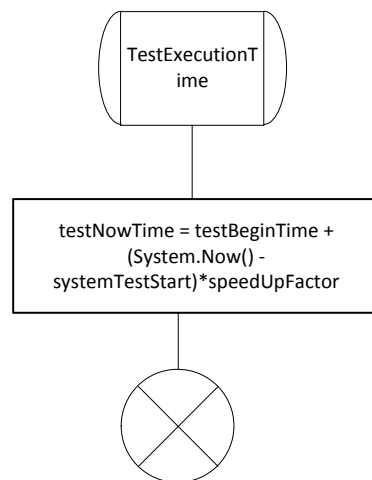 TestExecutionT
ime
testNowTime = testBeginTime +
(System.Now() -
systemTestStart)*speedUpFactor